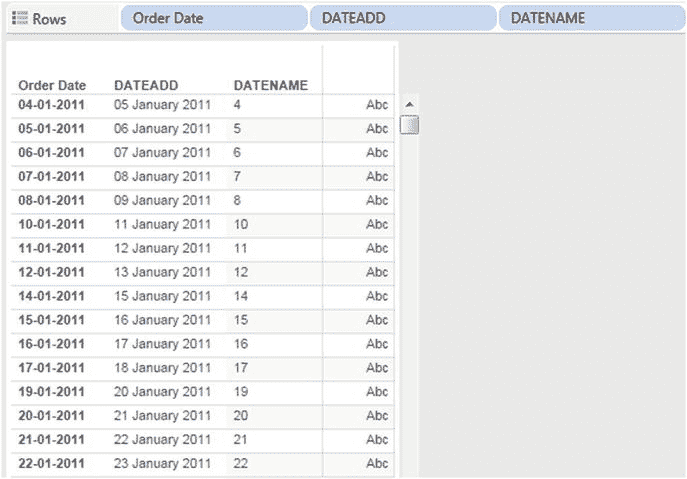 Rows Order Date DATEADD DATENAME
Order Date DATEADD DATENAME
04-01-2011 05 January 2011 4 Abc
05-01-2011 06 January 2011 5 Abc
06-01-2011 07 January 2011 6 Abc
07-01-2011 08 January 2011 7 Abc
08-01-2011 09 January 2011 8 Abc
10-01-2011 11 January 2011 10 Abc
11-01-2011 12 January 2011 11 Abc
12-01-2011 13 January 2011 12 Abc
14-01-2011 15 January 2011 14 Abc
15-01-2011 16 January 2011 15 Abc
16-01-2011 17 January 2011 16 Abc
17-01-2011 18 January 2011 17 Abc
19-01-2011 20 January 2011 19 Abc
20-01-2011 21 January 2011 20 Abc
21-01-2011 22 January 2011 21 Abc
22-01-2011 23 January 2011 22 Abc